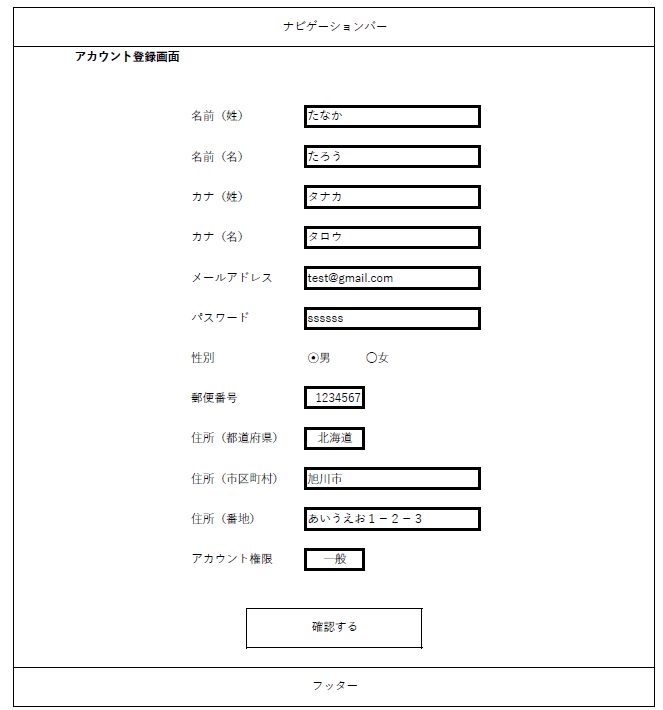 ナビゲーションバー
アカウント登録画面
名前（姓） たなか
名前（名） たろう
カナ（姓） タナカ
カナ（名） タロウ
メールアドレス test@gmail.com
パスワード ssssss
性別 男 女
郵便番号 1234567
住所（都道府県） 北海道
住所（市区町村） 旭川市
住所（番地） あいうえお１－２－３
アカウント権限 一般
確認する
フッター